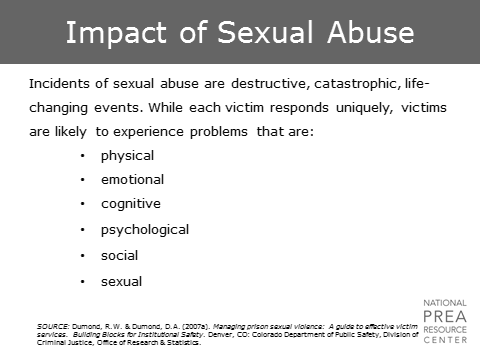 Impact of Sexual Abuse
Incidents of sexual abuse are destructive, catastrophic, life-
changing events. While each victim responds uniquely, victims
are likely to experience problems that are:
• physical
• emotional
• cognitive
• psychological
• social
• sexual
NATIONAL
PREA
RESOURCE
CENTER
SOURCE: Dumond, R.W. & Dumond, D.A. (2007a). Managing prison sexual violence: A guide to effective victim
services. Building Blocks for Institutional Safety. Denver, CO: Colorado Department of Public Safety, Division of
Criminal Justice, Office of Research & Statistics.